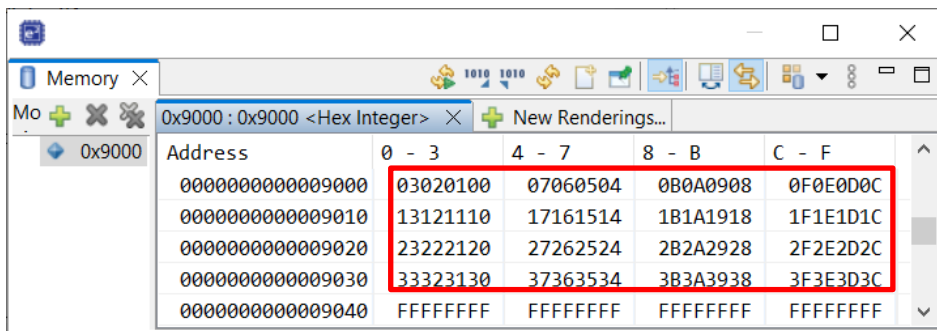 Memory
1010 1010
Mo
0x9000 : 0x9000 <Hex Integer>
New Renderings...
0x9000
Address 0 - 3 4 - 7 8 - B C - F
0000000000009000 03020100 07060504 0B0A0908 0F0E0D0C
0000000000009010 13121110 17161514 1B1A1918 1F1E1D1C
0000000000009020 23222120 27262524 2B2A2928 2F2E2D2C
0000000000009030 33323130 37363534 3B3A3938 3F3E3D3C
0000000000009040 FFFFFFFF FFFFFFFF FFFFFFFF FFFFFFFF